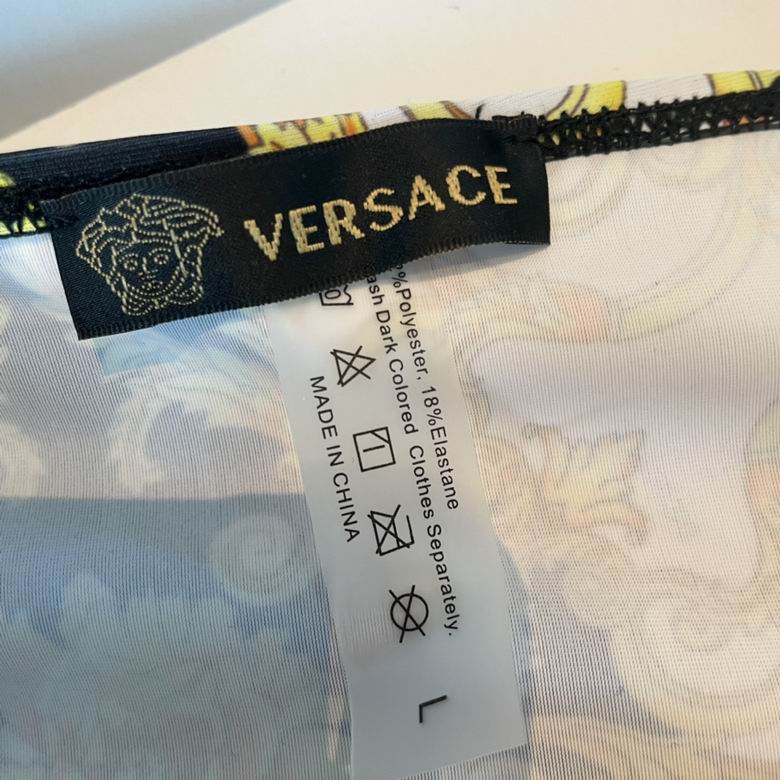 VERSACE
%Polyester, 18%Elastane
Dark Colored Clothes Separately.
MADE IN CHINA
L